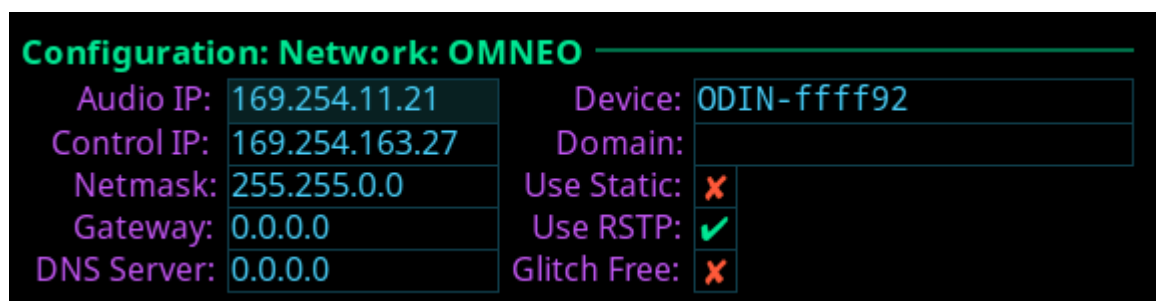 Configuration: Network: OMNEO
Audio IP: 169.254.11.21 Device: ODIN-ffff92
Control IP: 169.254.163.27 Domain:
Netmask: 255.255.0.0 Use Static: ✘
Gateway: 0.0.0.0 Use RSTP: ✔
DNS Server: 0.0.0.0 Glitch Free: ✘